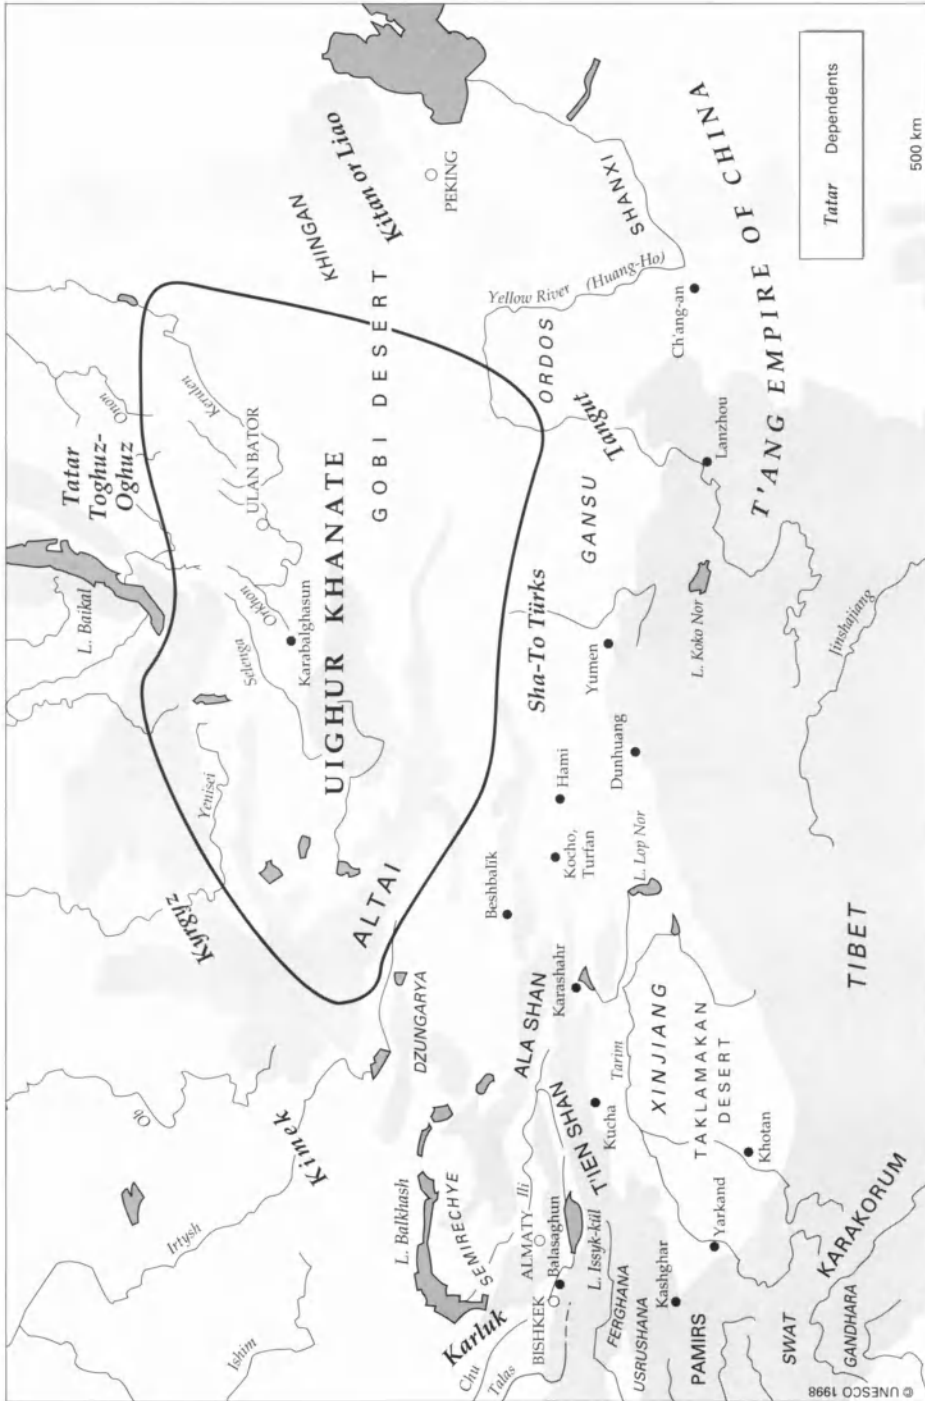 Tatar
Toghuz-
Oghuz
L. Baikal
Onon
Kerulen
KHINGAN
Kitan or Liao
PEKING
ULAN BATOR
Orkhon
Selenga
Karabalghasun
UIGHUR KHANATE
GOBI DESERT
Yenisei
Kyrgyz
ALTAI
Ob
Kimek
Irtysh
Ishim
DZUNGARYA
L. Balkhash
SEMIRECHYE
Karluk
Chu
Talas
BISHKEK
ALMATY
Ili
Balasaghun
L. Issyk-kül
T'IEN SHAN
ALA SHAN
Beshbalïk
Karashahr
Kocho,
Turfan
Hami
Sha-To Türks
Yumen
Dunhuang
L. Lop Nor
GANSU
Tangut
ORDOS
Yellow River (Huang-Ho)
SHANXI
Ch'ang-an
Lanzhou
T'ANG EMPIRE OF CHINA
L. Koko Nor
Jinshajiang
TIBET
Kucha
Tarim
XINJIANG
TAKLAMAKAN
DESERT
Khotan
Yarkand
Kashghar
FERGHANA
USRUSHANA
PAMIRS
SWAT
GANDHARA
KARAKORUM
Tatar Dependents
500 km
© UNESCO 1998